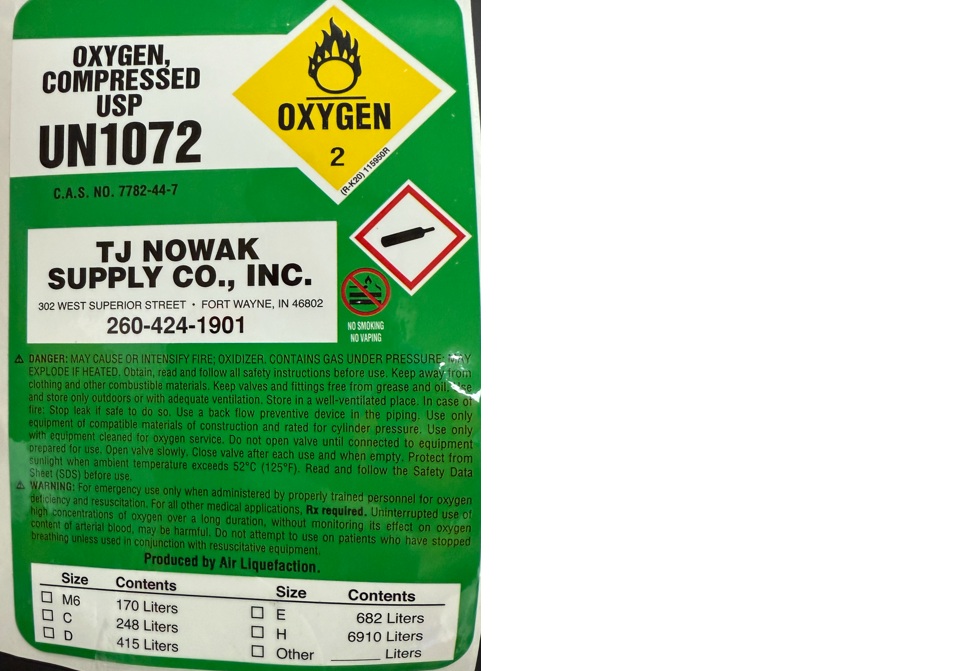 OXYGEN,
COMPRESSED
USP
UN1072
C.A.S. NO. 7782-44-7
OXYGEN
2
(R-K20) 115950R
TJ NOWAK
SUPPLY CO., INC.
302 WEST SUPERIOR STREET • FORT WAYNE, IN 46802
260-424-1901
NO SMOKING
NO VAPING
DANGER: MAY CAUSE OR INTENSIFY FIRE; OXIDIZER. CONTAINS GAS UNDER PRESSURE; MAY
EXPLODE IF HEATED. Obtain, read and follow all safety instructions before use. Keep away from
clothing and other combustible materials. Keep valves and fittings free from grease and oil. Use
and store only outdoors or with adequate ventilation. Store in a well-ventilated place. In case of
fire: Stop leak if safe to do so. Use a back flow preventive device in the piping. Use only
equipment of compatible materials of construction and rated for cylinder pressure. Use only
with equipment cleaned for oxygen service. Do not open valve until connected to equipment
prepared for use. Open valve slowly. Close valve after each use and when empty. Protect from
sunlight when ambient temperature exceeds 52°C (125°F). Read and follow the Safety Data
Sheet (SDS) before use.
WARNING: For emergency use only when administered by properly trained personnel for oxygen
deficiency and resuscitation. For all other medical applications, Rx required. Uninterrupted use of
high concentrations of oxygen over a long duration, without monitoring its effect on oxygen
content of arterial blood, may be harmful. Do not attempt to use on patients who have stopped
breathing unless used in conjunction with resuscitative equipment.
Produced by Air Liquefaction.
Size Contents Size Contents
M6 170 Liters E 682 Liters
C 248 Liters H 6910 Liters
D 415 Liters Other ______ Liters